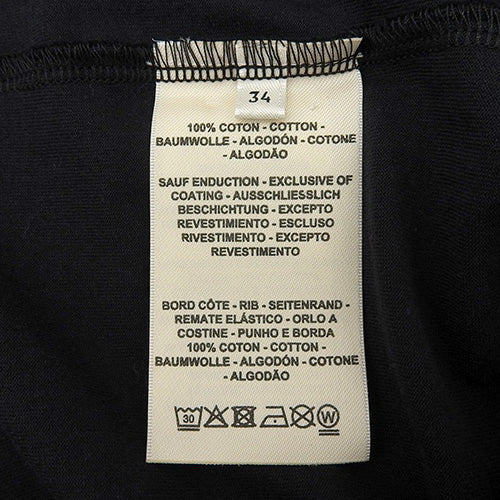 34
100% COTON - COTTON -
BAUMWOLLE - ALGODÓN - COTONE
- ALGODÃO
SAUF ENDUCTION - EXCLUSIVE OF
COATING - AUSSCHLIESSLICH
BESCHICHTUNG - EXCEPTO
REVESTIMIENTO - ESCLUSO
RIVESTIMENTO - EXCEPTO
REVESTIMENTO
BORD CÔTE - RIB - SEITENRAND -
REMATE ELÁSTICO - ORLO A
COSTINE - PUNHO E BORDA
100% COTON - COTTON -
BAUMWOLLE - ALGODÓN - COTONE
- ALGODÃO
30 W